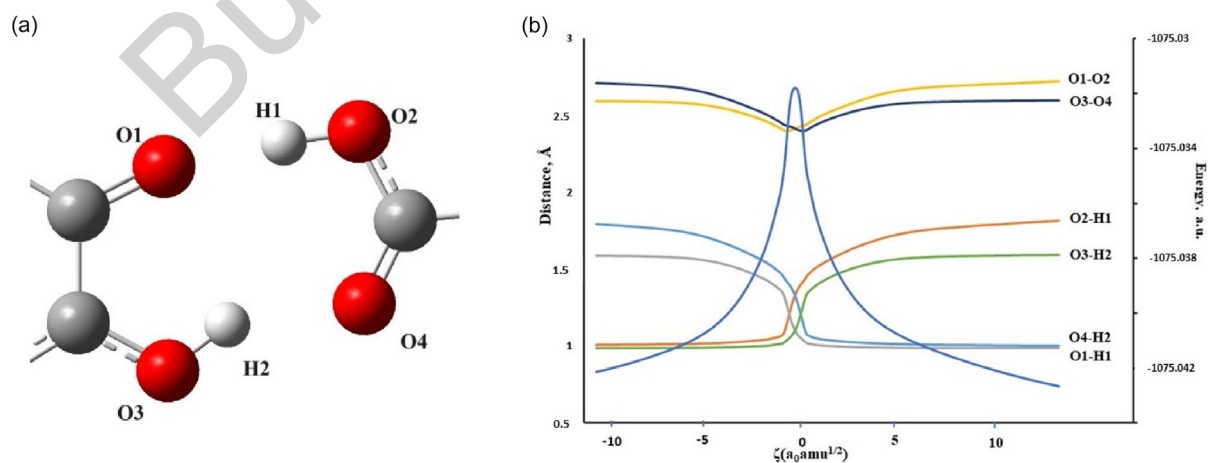 (a)
Bu
H1
O2
O1
O4
H2
O3
(b)
3
2.5
2
1.5
1
0.5
Distance, Å
-10
-5
0
5
10
ζ(a₀amu¹/²)
O1-O2
O3-O4
O2-H1
O3-H2
O4-H2
O1-H1
-1075.03
-1075.034
-1075.038
-1075.042
Energy, a.u.